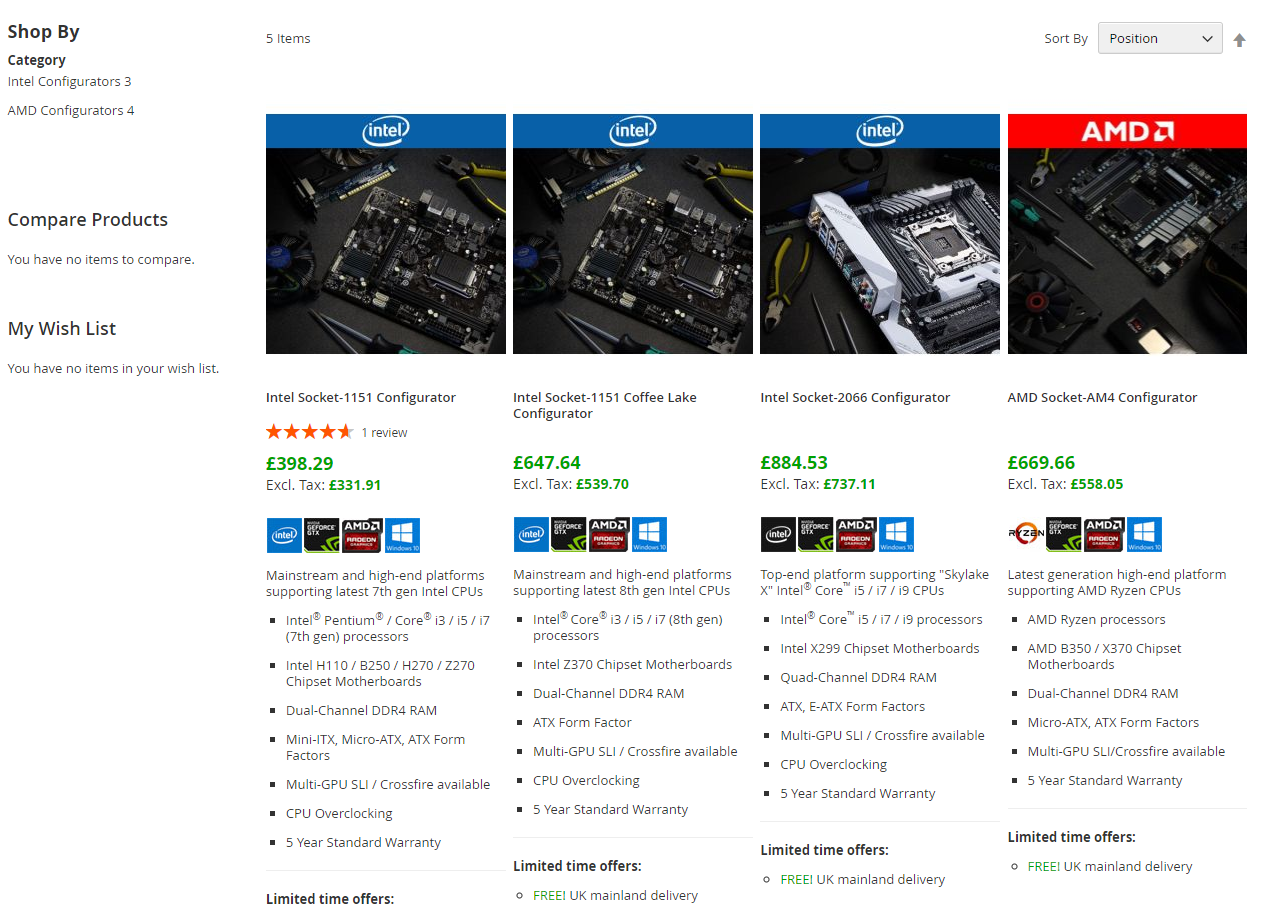 Shop By
Category
Intel Configurators 3
AMD Configurators 4
Compare Products
You have no items to compare.
My Wish List
You have no items in your wish list.
5 Items
Sort By
Position
intel
Intel Socket-1151 Configurator
1 review
£398.29
Excl. Tax: £331.91
intel
GEFORCE
GTX
AMD
RADEON
GRAPHICS
Windows 10
Mainstream and high-end platforms
supporting latest 7th gen Intel CPUs
Intel® Pentium® / Core® i3 / i5 / i7
(7th gen) processors
Intel H110 / B250 / H270 / Z270
Chipset Motherboards
Dual-Channel DDR4 RAM
Mini-ITX, Micro-ATX, ATX Form
Factors
Multi-GPU SLI / Crossfire available
CPU Overclocking
5 Year Standard Warranty
Limited time offers:
intel
Intel Socket-1151 Coffee Lake
Configurator
£647.64
Excl. Tax: £539.70
intel
GEFORCE
GTX
AMD
RADEON
GRAPHICS
Windows 10
Mainstream and high-end platforms
supporting latest 8th gen Intel CPUs
Intel® Core® i3 / i5 / i7 (8th gen)
processors
Intel Z370 Chipset Motherboards
Dual-Channel DDR4 RAM
ATX Form Factor
Multi-GPU SLI / Crossfire available
CPU Overclocking
5 Year Standard Warranty
Limited time offers:
FREE! UK mainland delivery
intel
Intel Socket-2066 Configurator
£884.53
Excl. Tax: £737.11
intel
GEFORCE
GTX
AMD
RADEON
GRAPHICS
Windows 10
Top-end platform supporting "Skylake
X" Intel® Core™ i5 / i7 / i9 CPUs
Intel® Core™ i5 / i7 / i9 processors
Intel X299 Chipset Motherboards
Quad-Channel DDR4 RAM
ATX, E-ATX Form Factors
Multi-GPU SLI / Crossfire available
CPU Overclocking
5 Year Standard Warranty
Limited time offers:
FREE! UK mainland delivery
AMD
AMD Socket-AM4 Configurator
£669.66
Excl. Tax: £558.05
RYZEN
GEFORCE
GTX
AMD
RADEON
GRAPHICS
Windows 10
Latest generation high-end platform
supporting AMD Ryzen CPUs
AMD Ryzen processors
AMD B350 / X370 Chipset
Motherboards
Dual-Channel DDR4 RAM
Micro-ATX, ATX Form Factors
Multi-GPU SLI/Crossfire available
5 Year Standard Warranty
Limited time offers:
FREE! UK mainland delivery